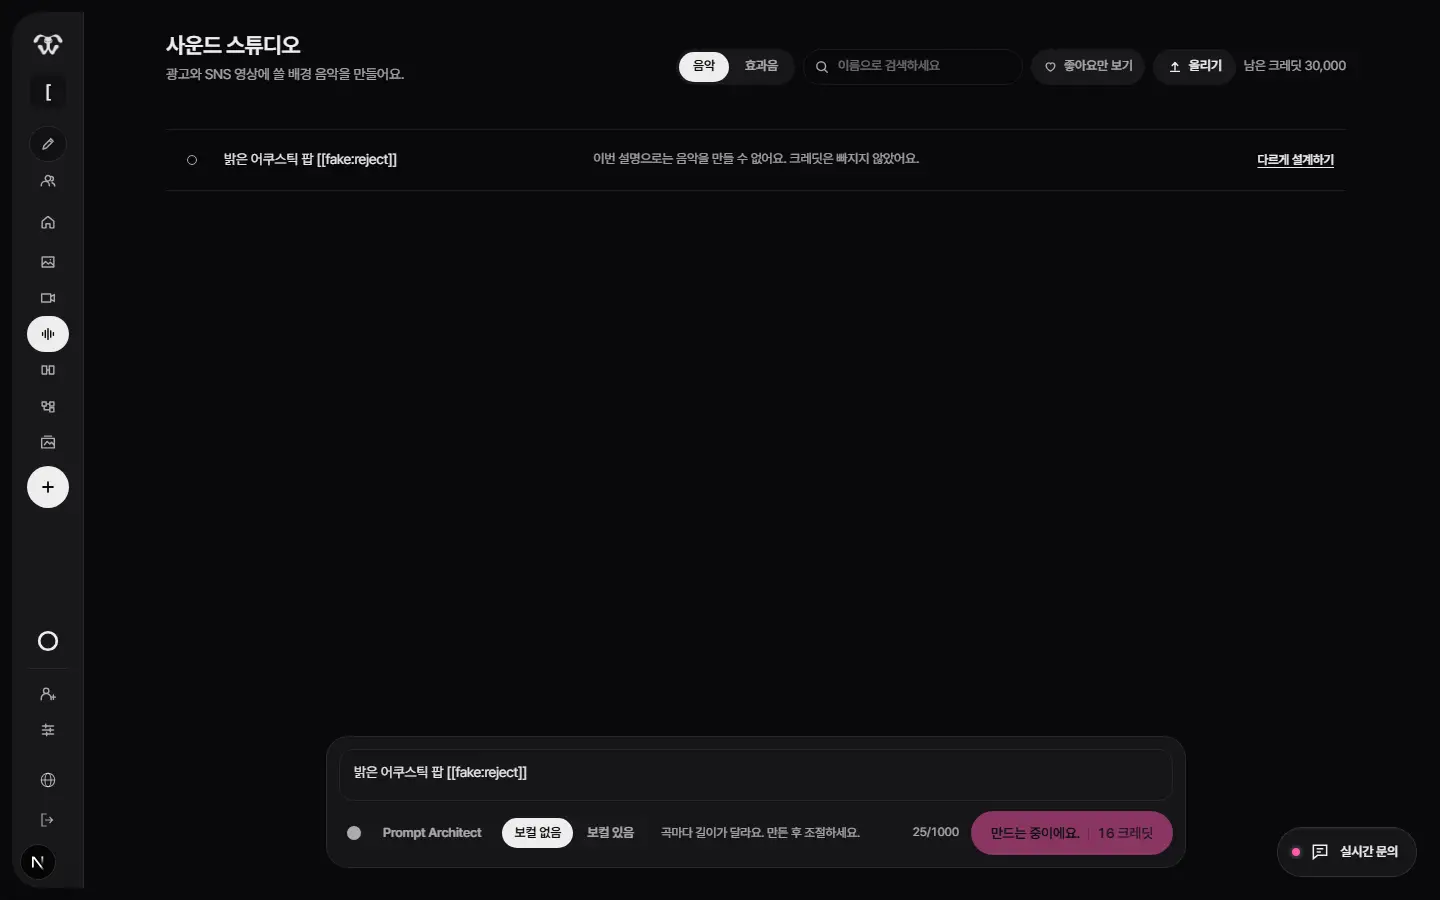 사운드 스튜디오
광고와 SNS 영상에 쓸 배경 음악을 만들어요.
음악
효과음
이름으로 검색하세요
좋아요만 보기
올리기
남은 크레딧 30,000
[
밝은 어쿠스틱 팝 [[fake:reject]]
이번 설명으로는 음악을 만들 수 없어요. 크레딧은 빠지지 않았어요.
다르게 설계하기
밝은 어쿠스틱 팝 [[fake:reject]]
Prompt Architect
보컬 없음
보컬 있음
곡마다 길이가 달라요. 만든 후 조절하세요.
25/1000
만드는 중이에요.
16 크레딧
실시간 문의
N